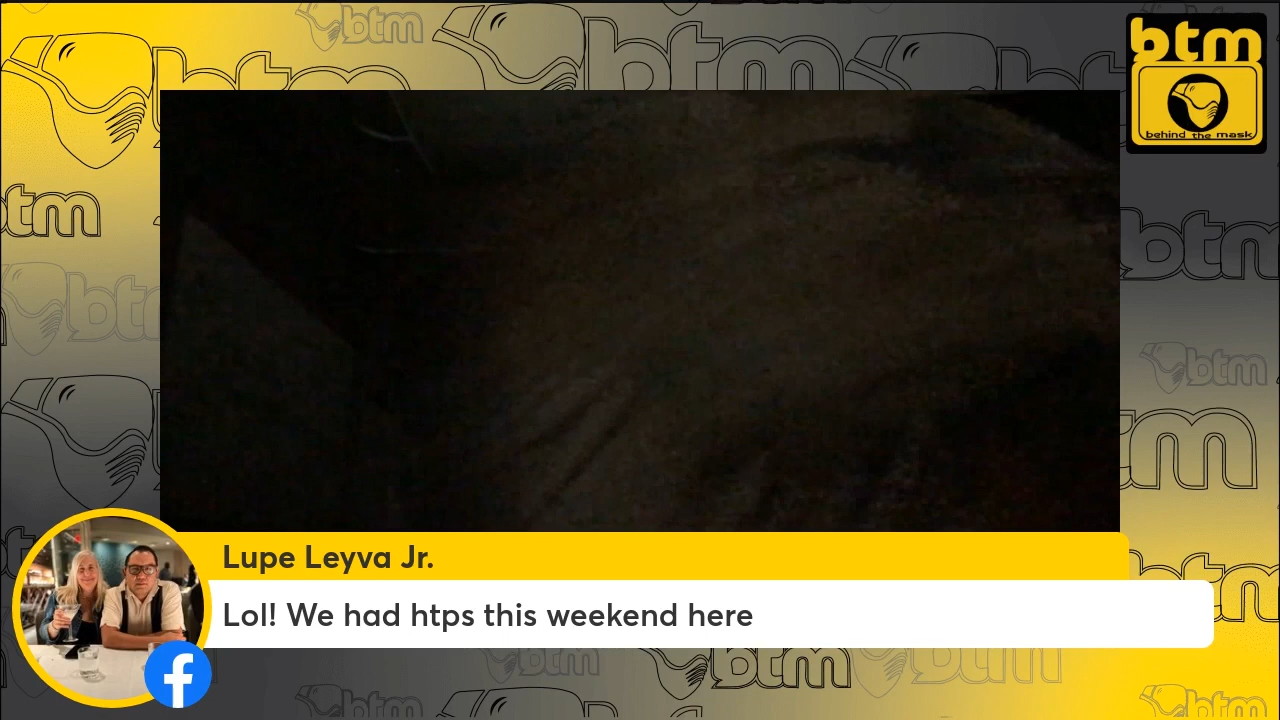 btm
behind the mask
Lupe Leyva Jr.
Lol! We had htps this weekend here